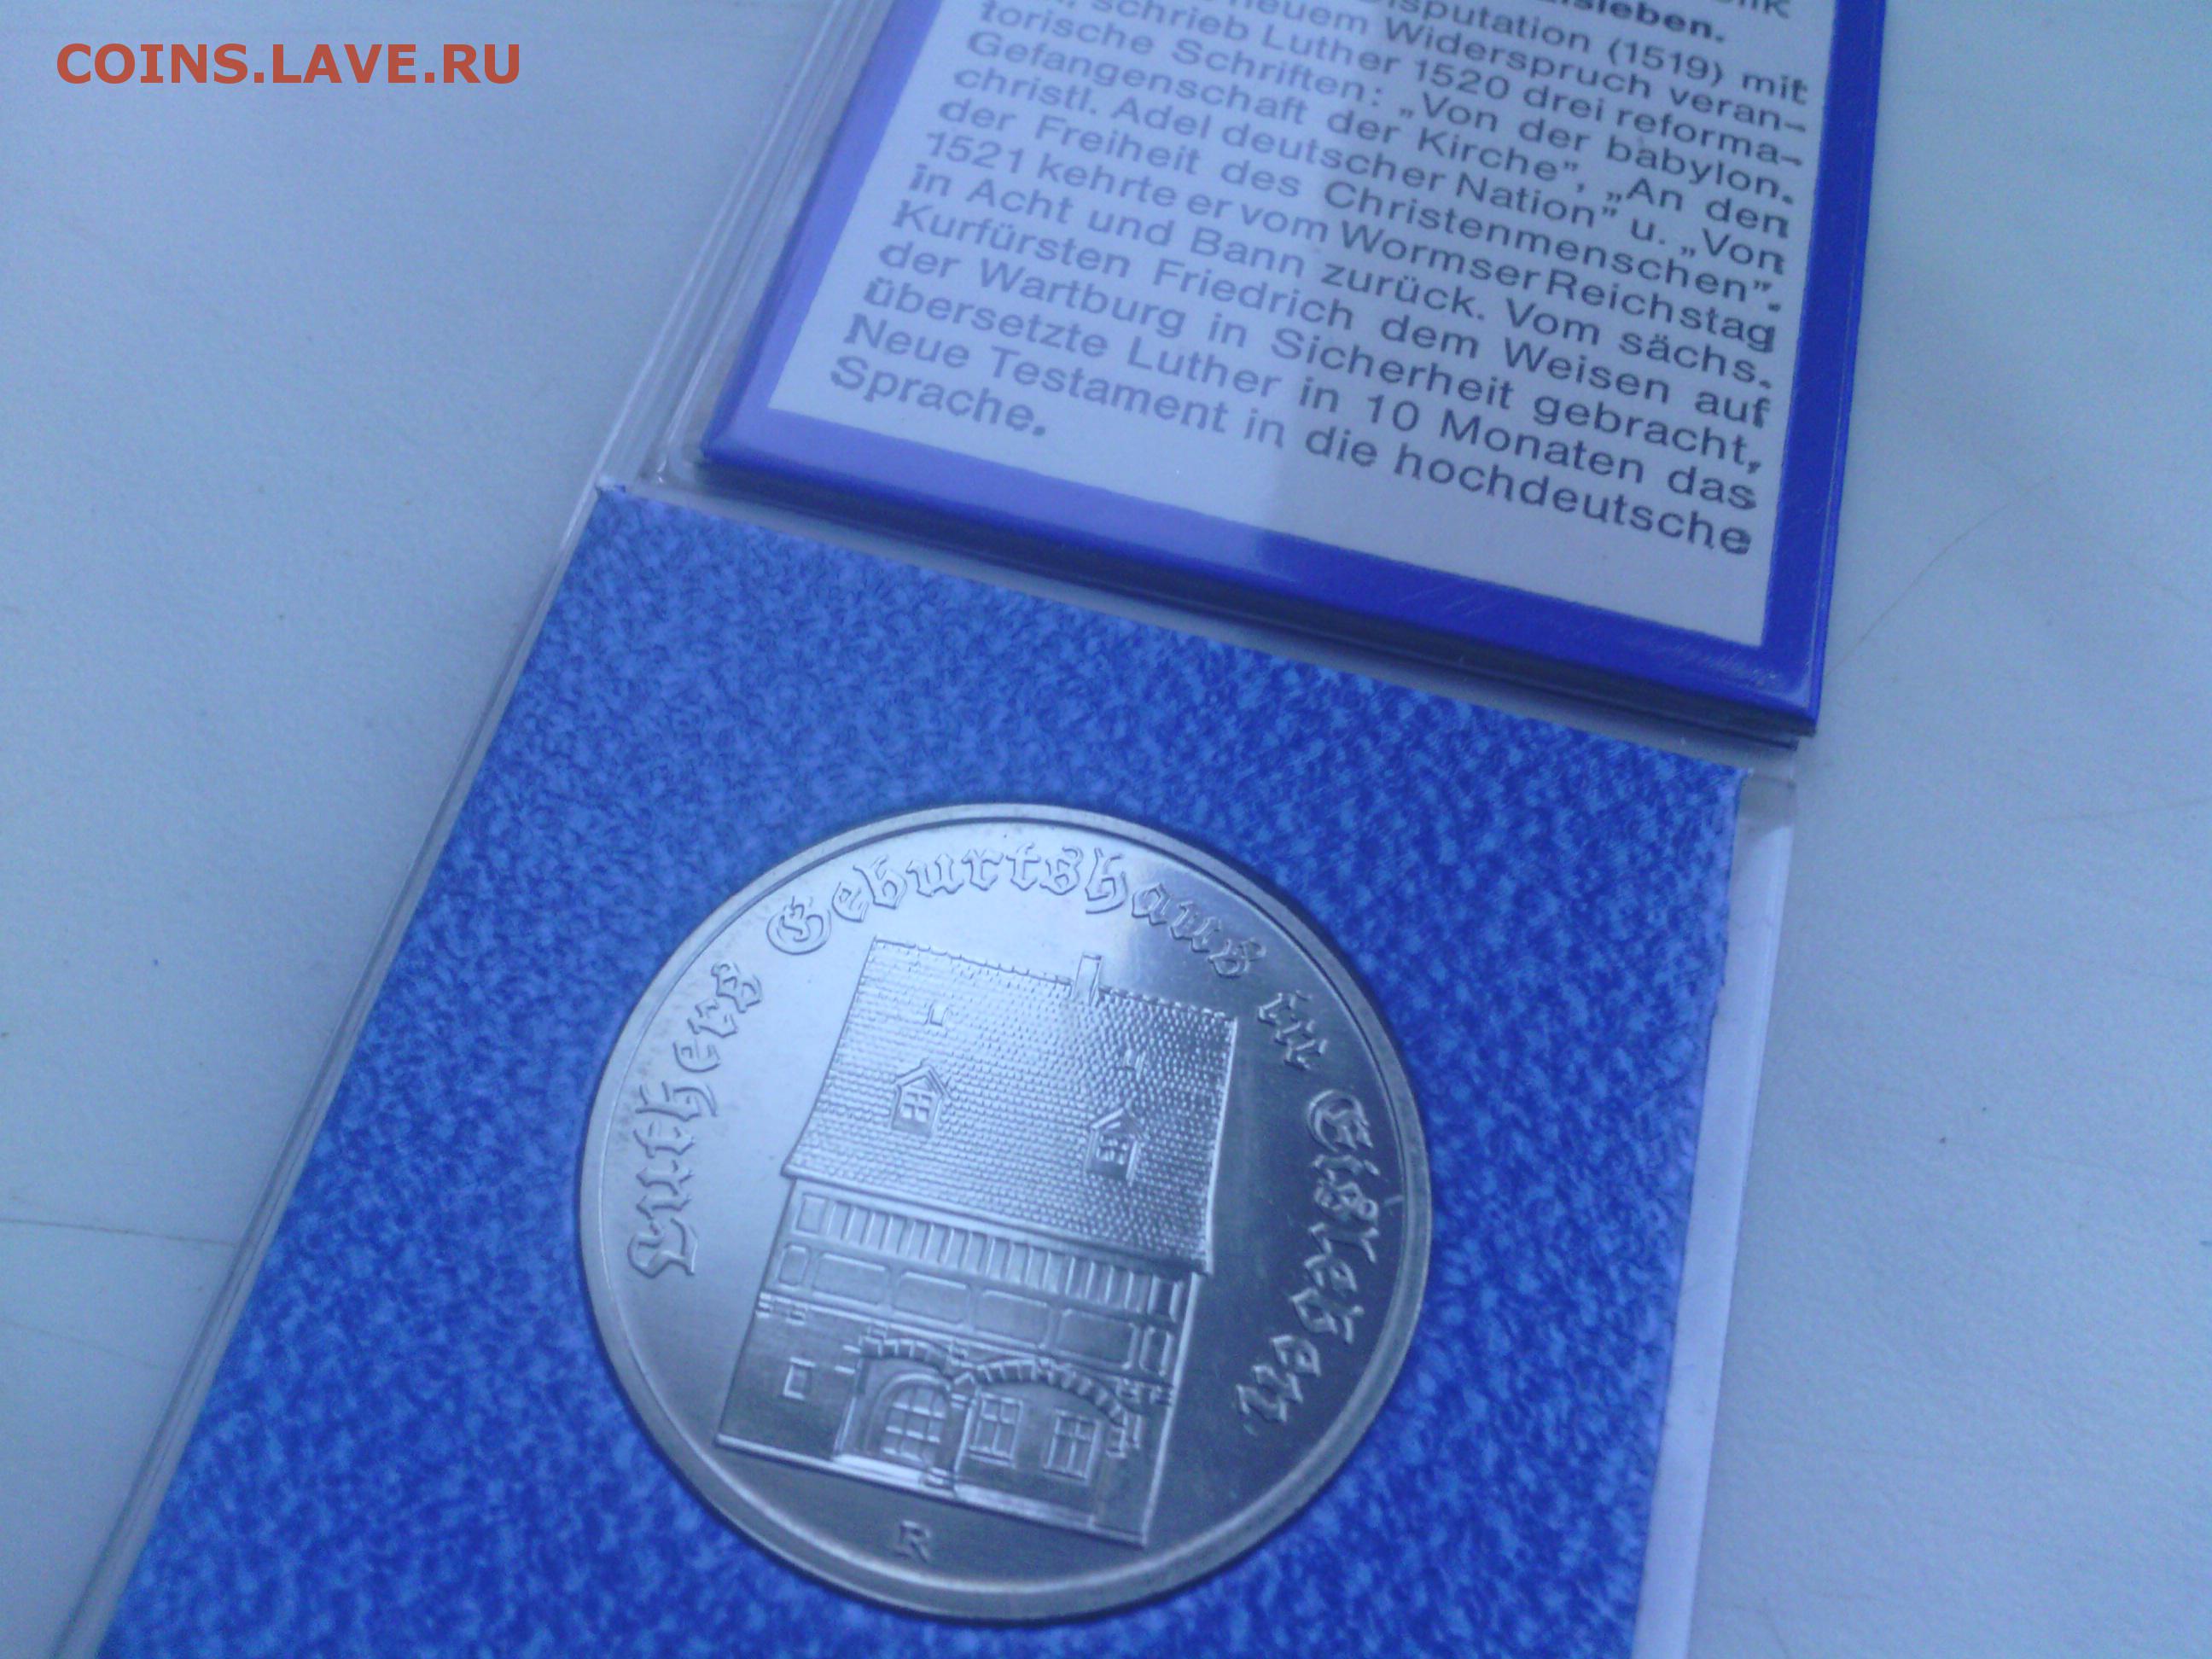 COINS.LAVE.RU
Eisleben.
Disputation (1519) mit
neuem Widerspruch veran-
schrieb Luther 1520 drei reforma-
torische Schriften: „Von der babylon.
Gefangenschaft der Kirche”, „An den
christl. Adel deutscher Nation” u. „Von
der Freiheit des Christenmenschen”.
1521 kehrte er vom Wormser Reichstag
in Acht und Bann zurück. Vom sächs.
Kurfürsten Friedrich dem Weisen auf
der Wartburg in Sicherheit gebracht,
übersetzte Luther in 10 Monaten das
Neue Testament in die hochdeutsche
Sprache.
Luthers Geburtshaus in Eisleben
R